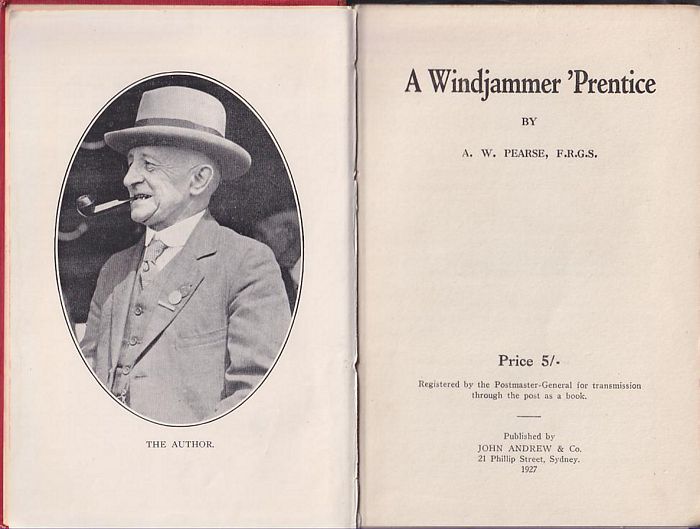 THE AUTHOR.
A Windjammer 'Prentice
BY
A. W. PEARSE, F.R.G.S.
Price 5/-
Registered by the Postmaster-General for transmission
through the post as a book.
Published by
JOHN ANDREW & Co.
21 Phillip Street, Sydney.
1927